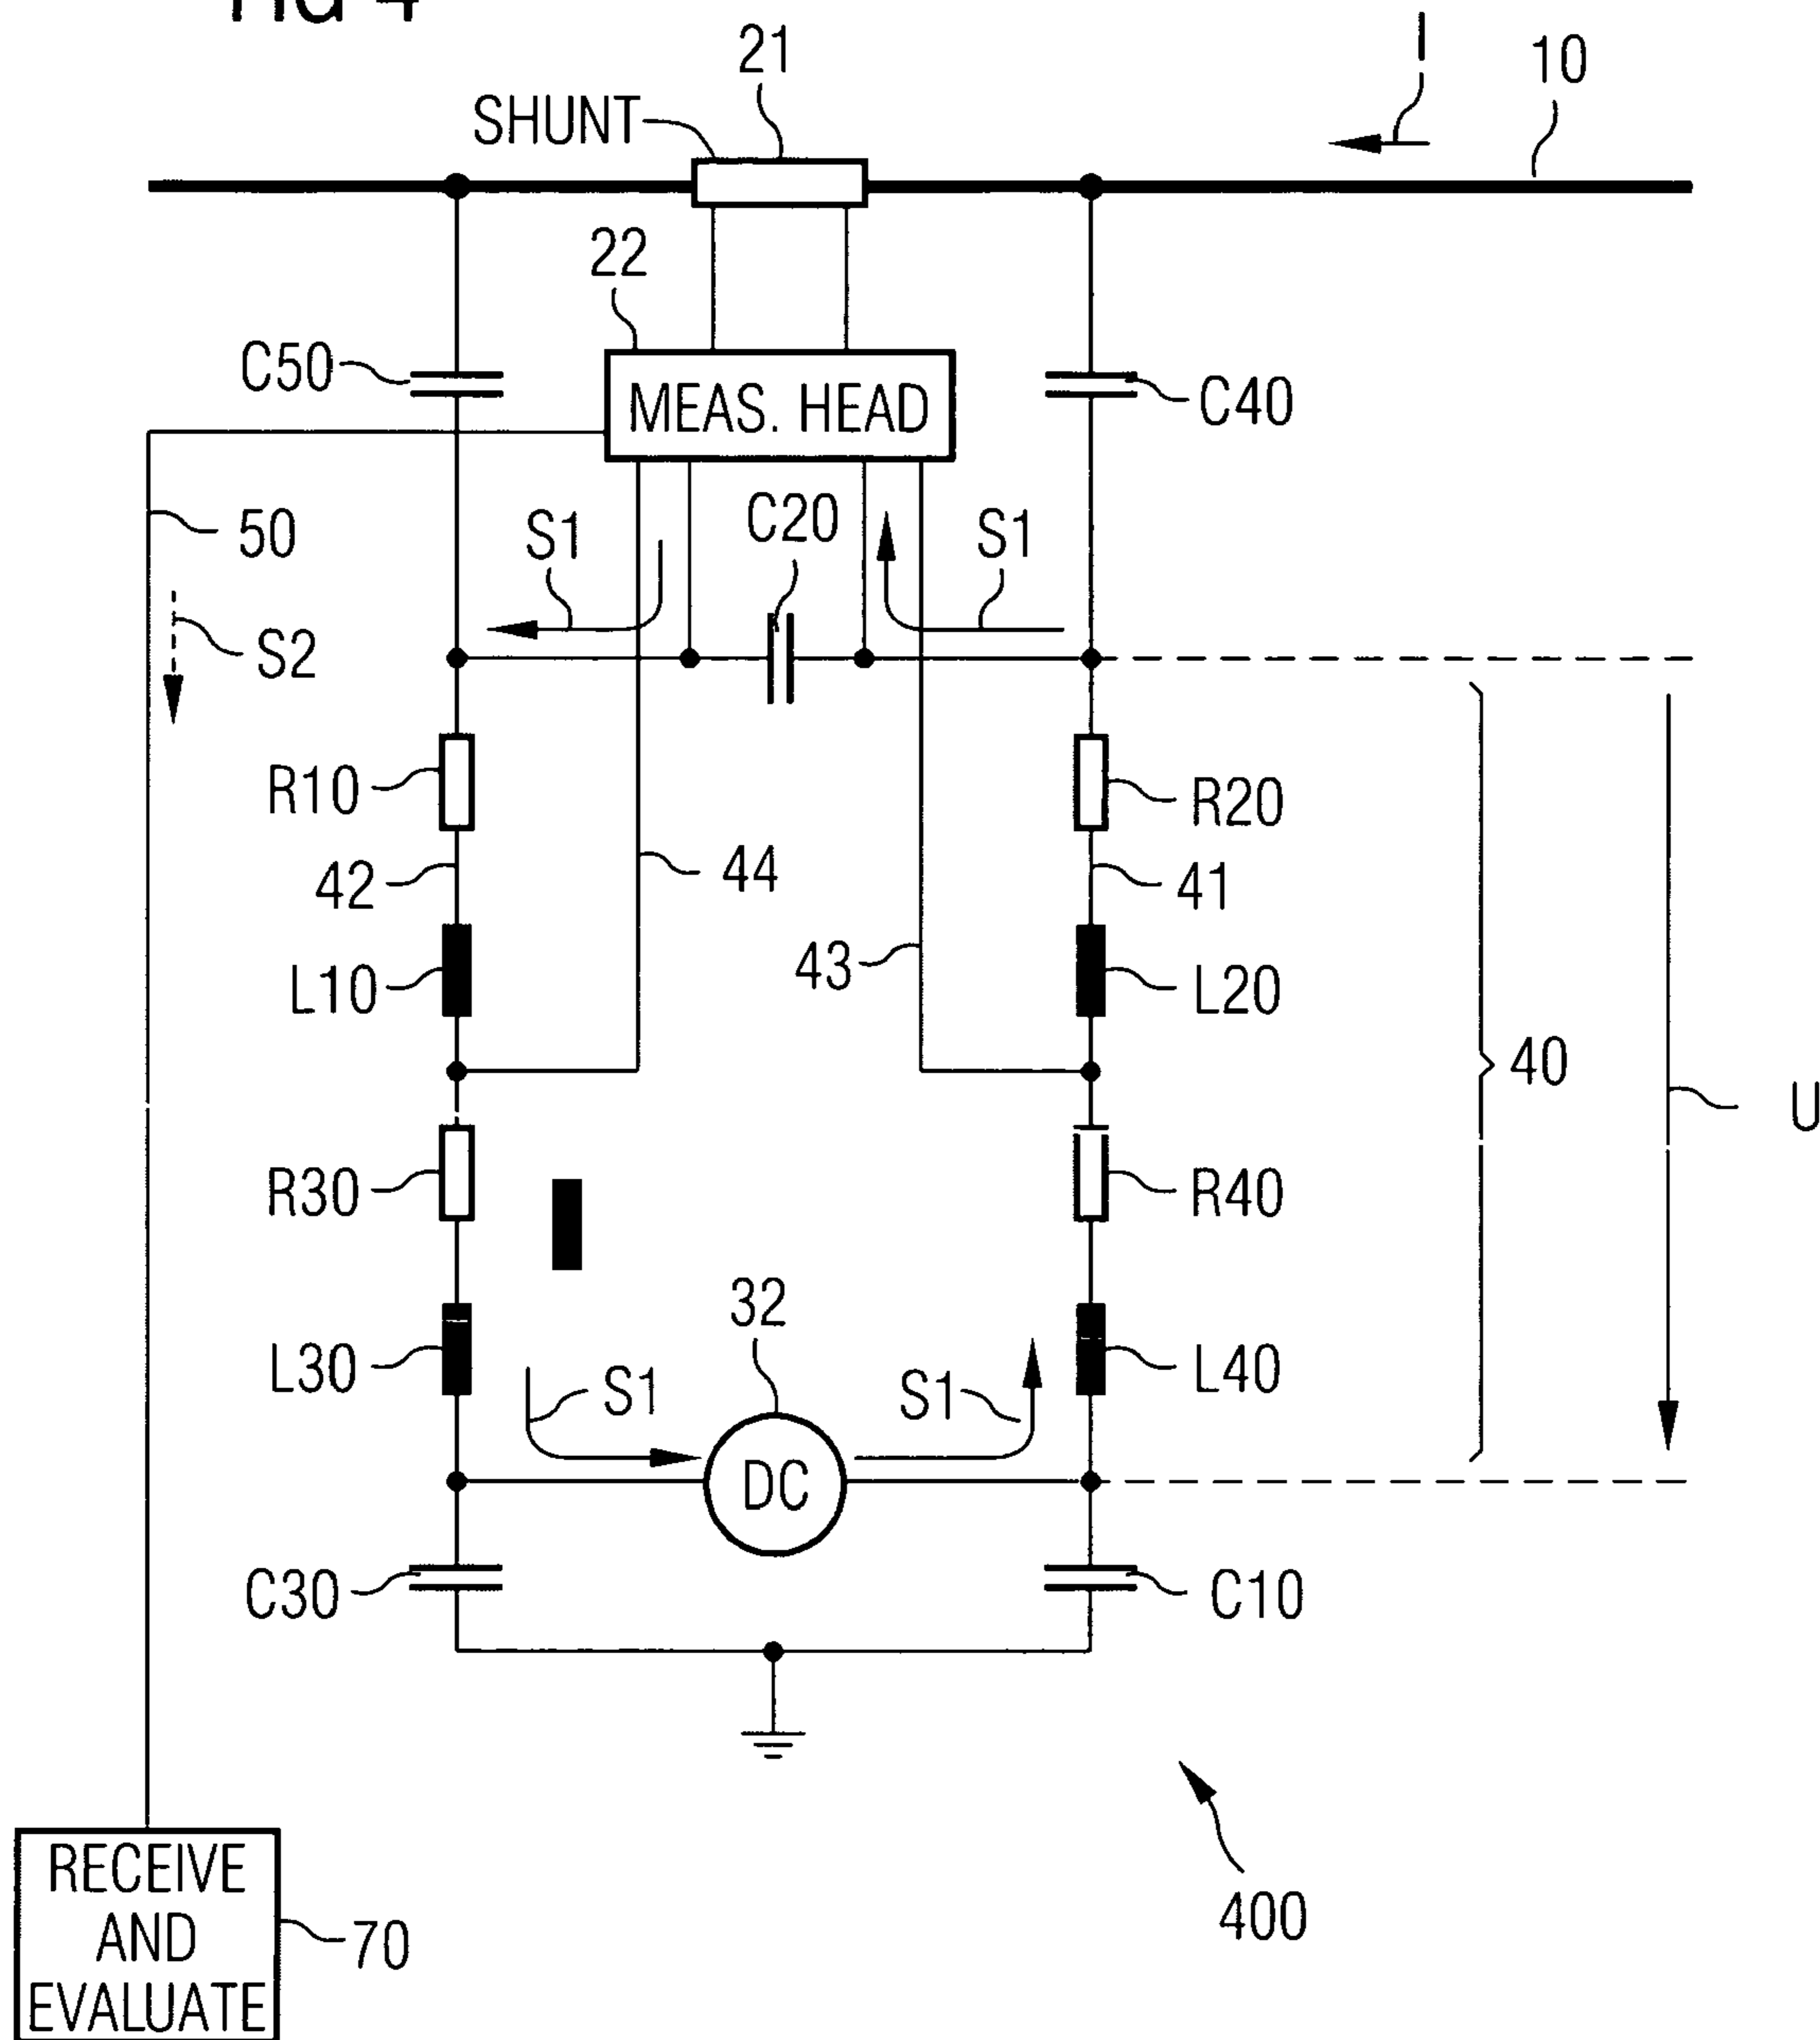 FIG 4
21
I
10
SHUNT
22
C50
MEAS. HEAD
C40
50
S1
C20
S1
S2
R10
R20
42
44
41
43
L10
L20
40
U
R30
R40
32
L30
S1
S1
L40
DC
C30
C10
400
RECEIVE
AND
EVALUATE
70